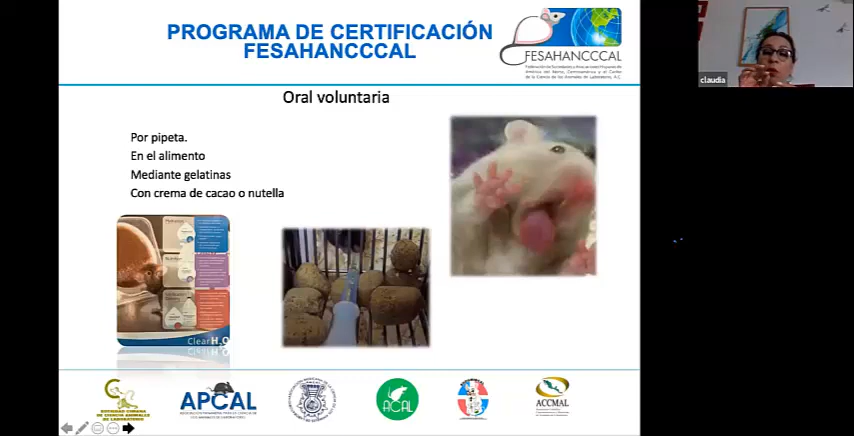 PROGRAMA DE CERTIFICACIÓN
FESAHANCCCAL
FESAHANCCCAL
claudia
Oral voluntaria
Por pipeta.
En el alimento
Mediante gelatinas
Con crema de cacao o nutella
ClearH₂O
APCAL
ACAL
ACCMAL